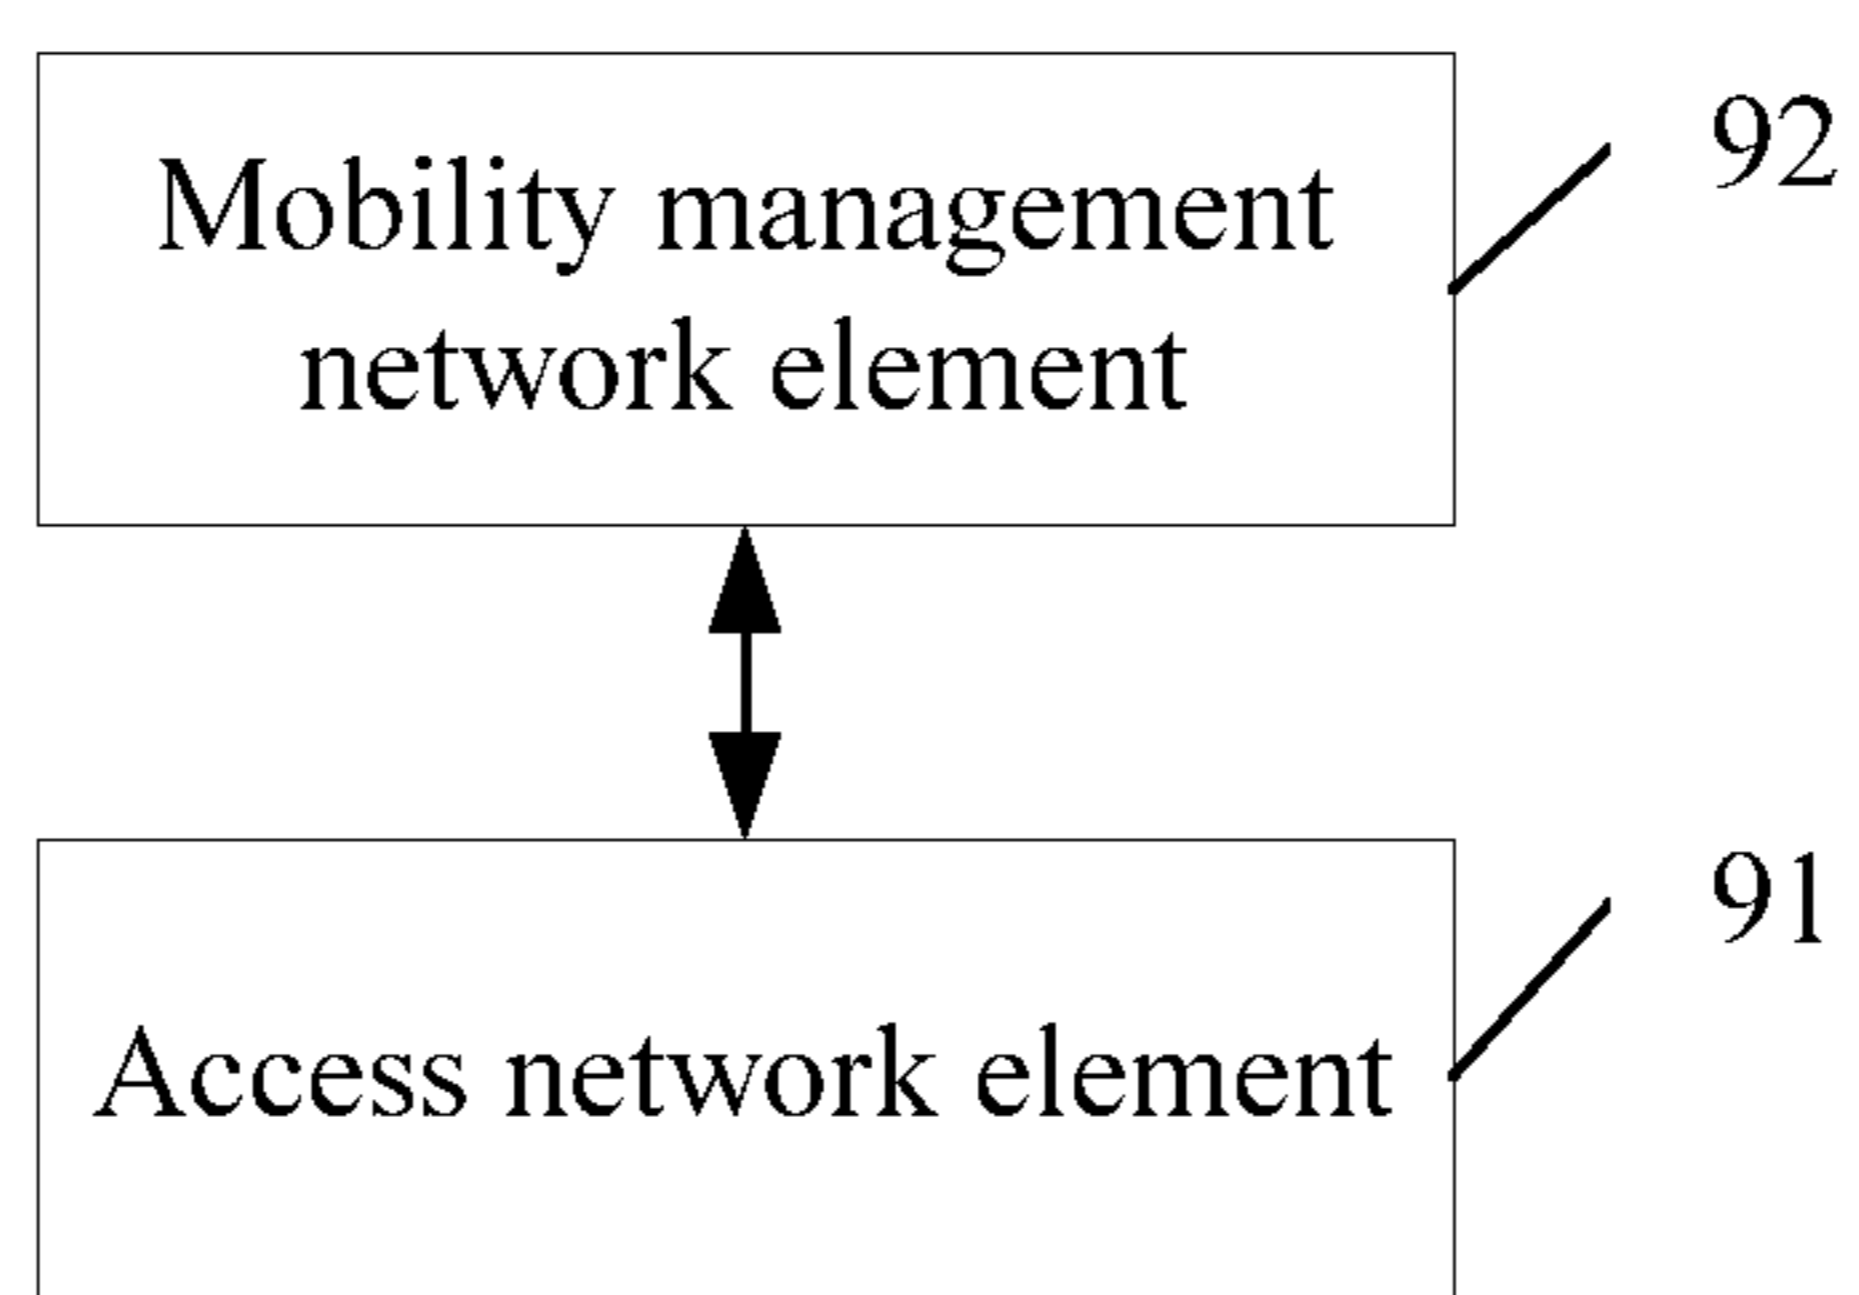 92
Mobility management
network element
91
Access network element